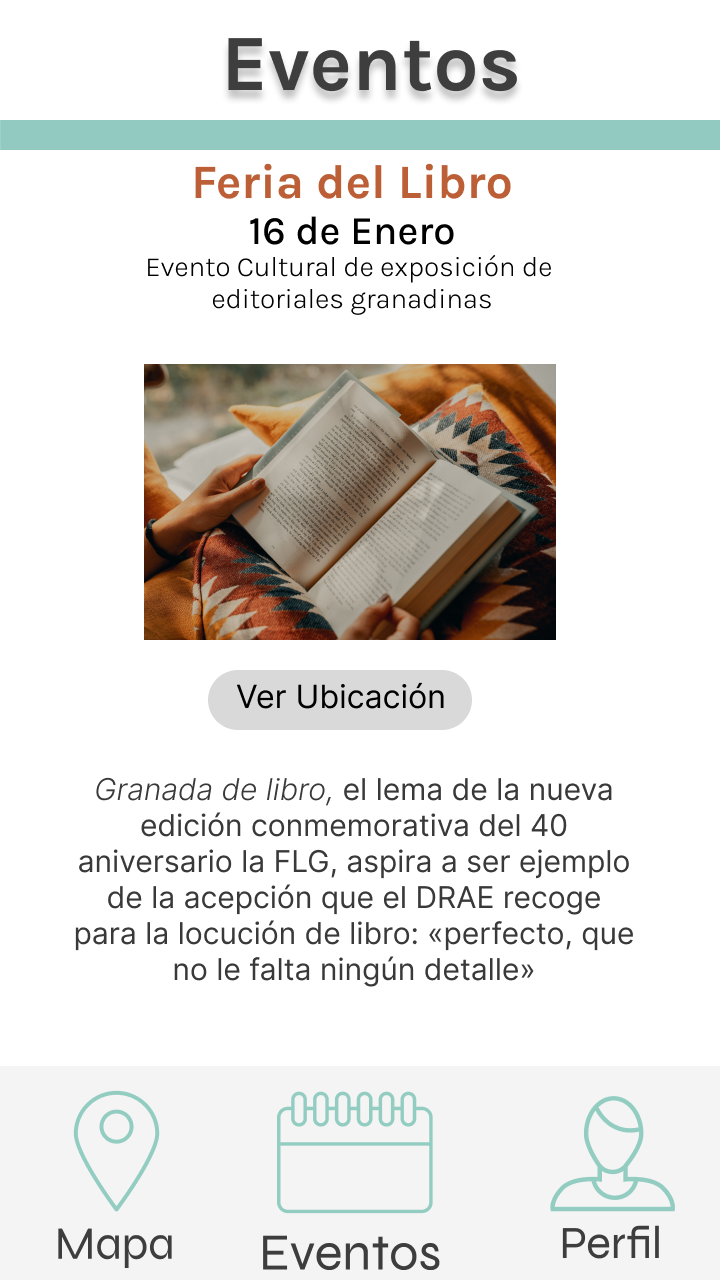 Eventos
Feria del Libro
16 de Enero
Evento Cultural de exposición de
editoriales granadinas
Ver Ubicación
Granada de libro, el lema de la nueva
edición conmemorativa del 40
aniversario la FLG, aspira a ser ejemplo
de la acepción que el DRAE recoge
para la locución de libro: «perfecto, que
no le falta ningún detalle»
Mapa
Eventos
Perfil